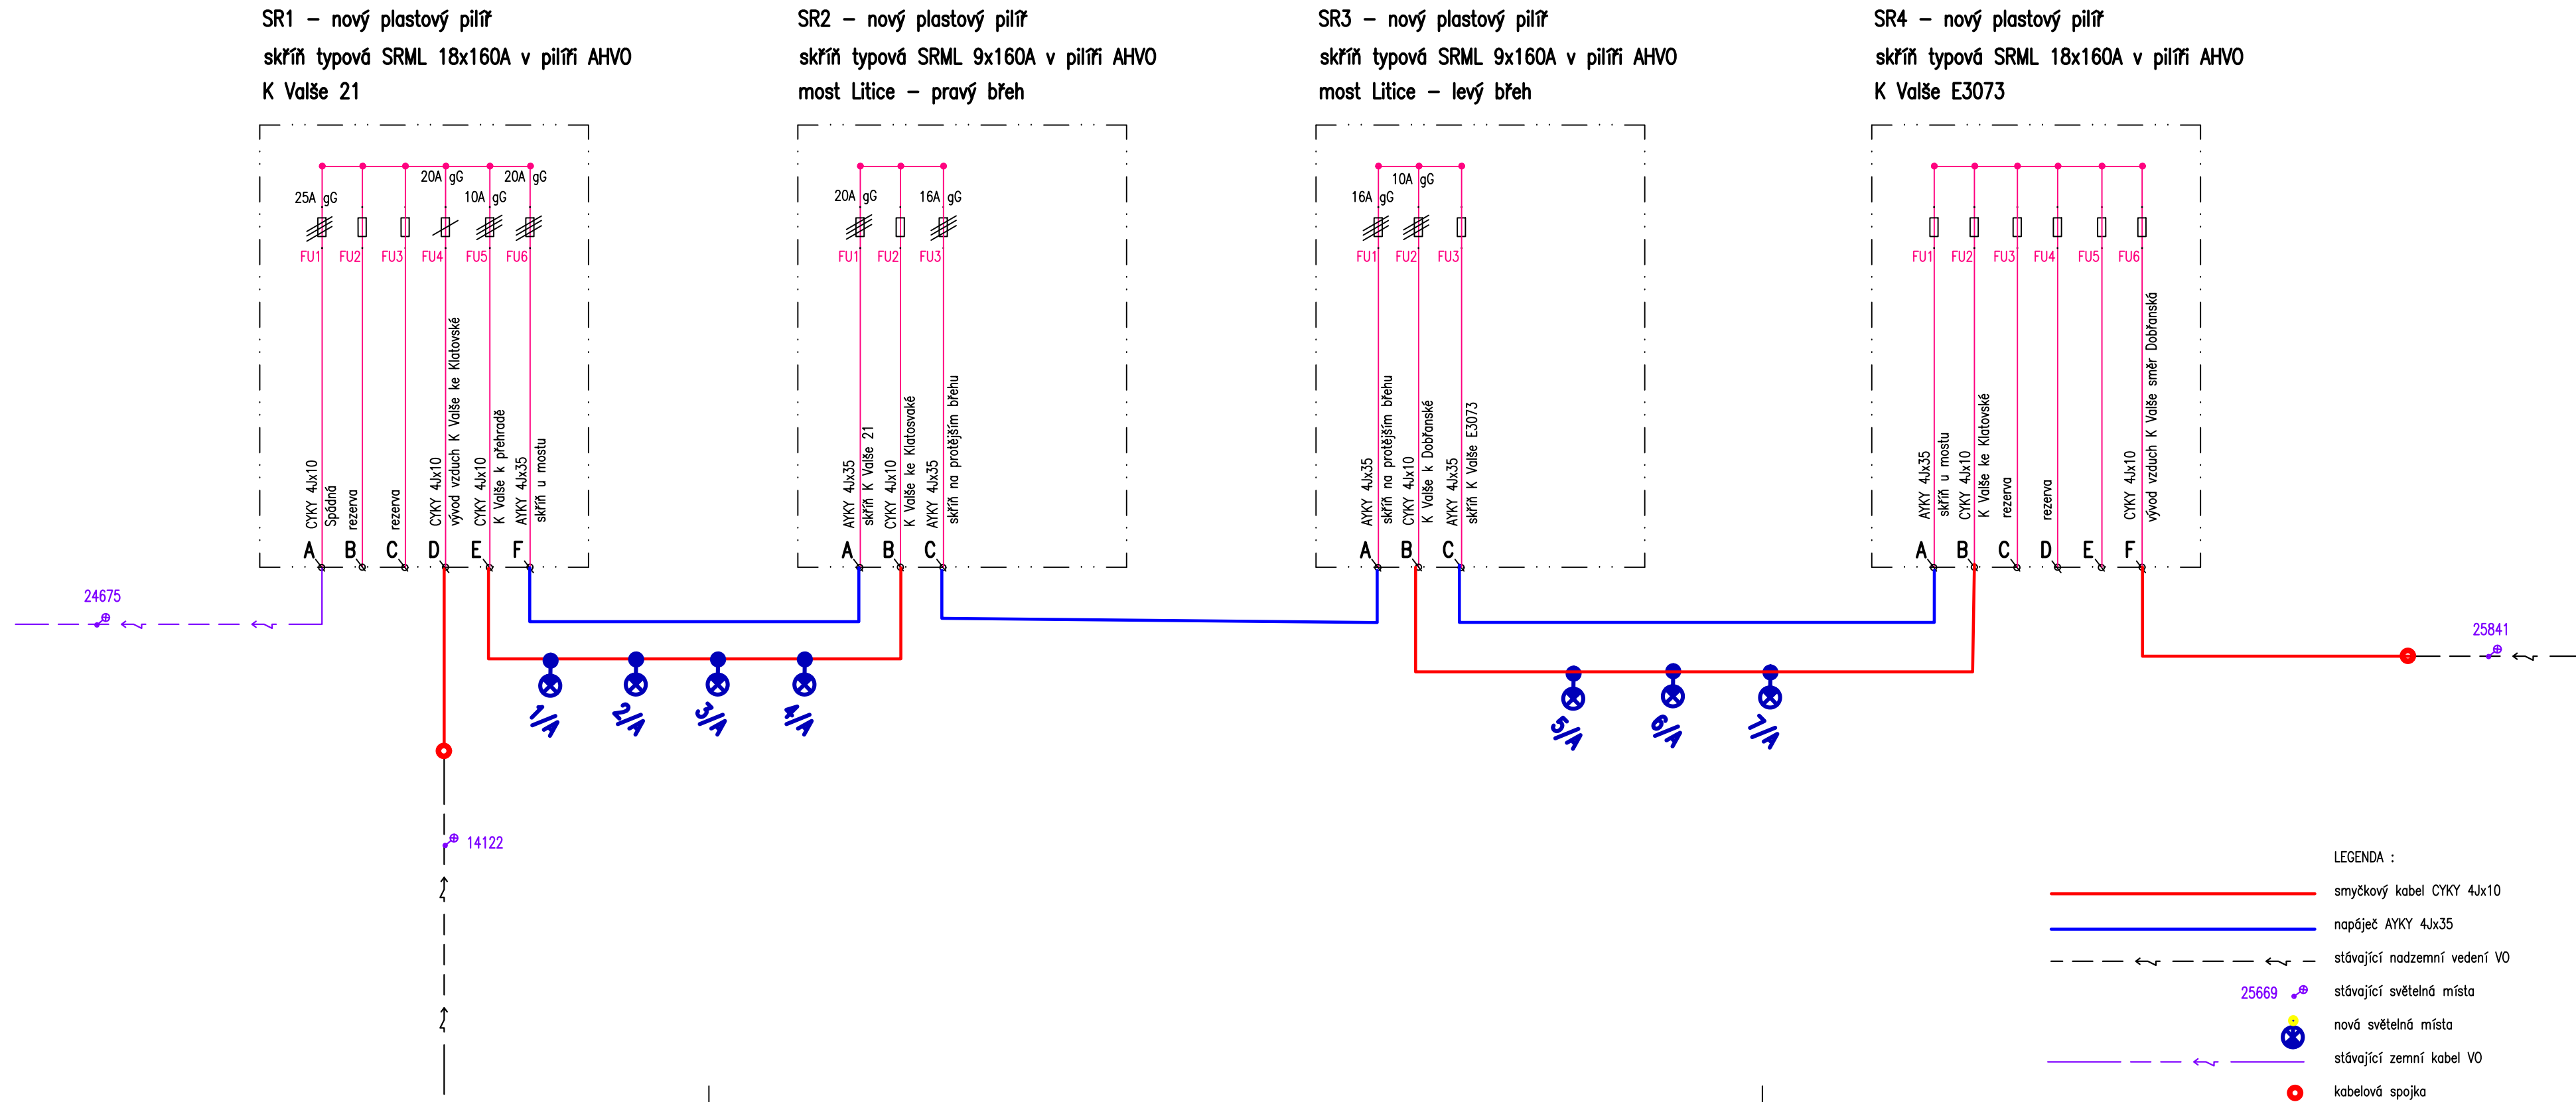 SR1 – nový plastový pilíř
skříň typová SRML 18x160A v pilíři AHVO
K Valše 21
25A gG
20A gG
10A gG
20A gG
FU1
FU2
FU3
FU4
FU5
FU6
CYKY 4Jx10
Spádná
rezerva
rezerva
CYKY 4Jx10
vývod vzduch K Valše ke Klatovské
CYKY 4Jx10
K Valše k přehradě
AYKY 4Jx35
skříň u mostu
A
B
C
D
E
F
SR2 – nový plastový pilíř
skříň typová SRML 9x160A v pilíři AHVO
most Litice – pravý břeh
20A gG
16A gG
FU1
FU2
FU3
AYKY 4Jx35
skříň K Valše 21
CYKY 4Jx10
K Valše ke Klatosvaké
AYKY 4Jx35
skříň na protějším břehu
A
B
C
SR3 – nový plastový pilíř
skříň typová SRML 9x160A v pilíři AHVO
most Litice – levý břeh
16A gG
10A gG
FU1
FU2
FU3
AYKY 4Jx35
skříň na protějším břehu
CYKY 4Jx10
K Valše k Dobřanské
AYKY 4Jx35
skříň K Valše E3073
A
B
C
SR4 – nový plastový pilíř
skříň typová SRML 18x160A v pilíři AHVO
K Valše E3073
FU1
FU2
FU3
FU4
FU5
FU6
AYKY 4Jx35
skříň u mostu
CYKY 4Jx10
K Valše ke Klatovské
rezerva
rezerva
CYKY 4Jx10
vývod vzduch K Valše směr Dobřanská
A
B
C
D
E
F
24675
25841
1/A
2/A
3/A
4/A
5/A
6/A
7/A
14122
LEGENDA :
smyčkový kabel CYKY 4Jx10
napáječ AYKY 4Jx35
stávající nadzemní vedení VO
25669 stávající světelná místa
nová světelná místa
stávající zemní kabel VO
kabelová spojka